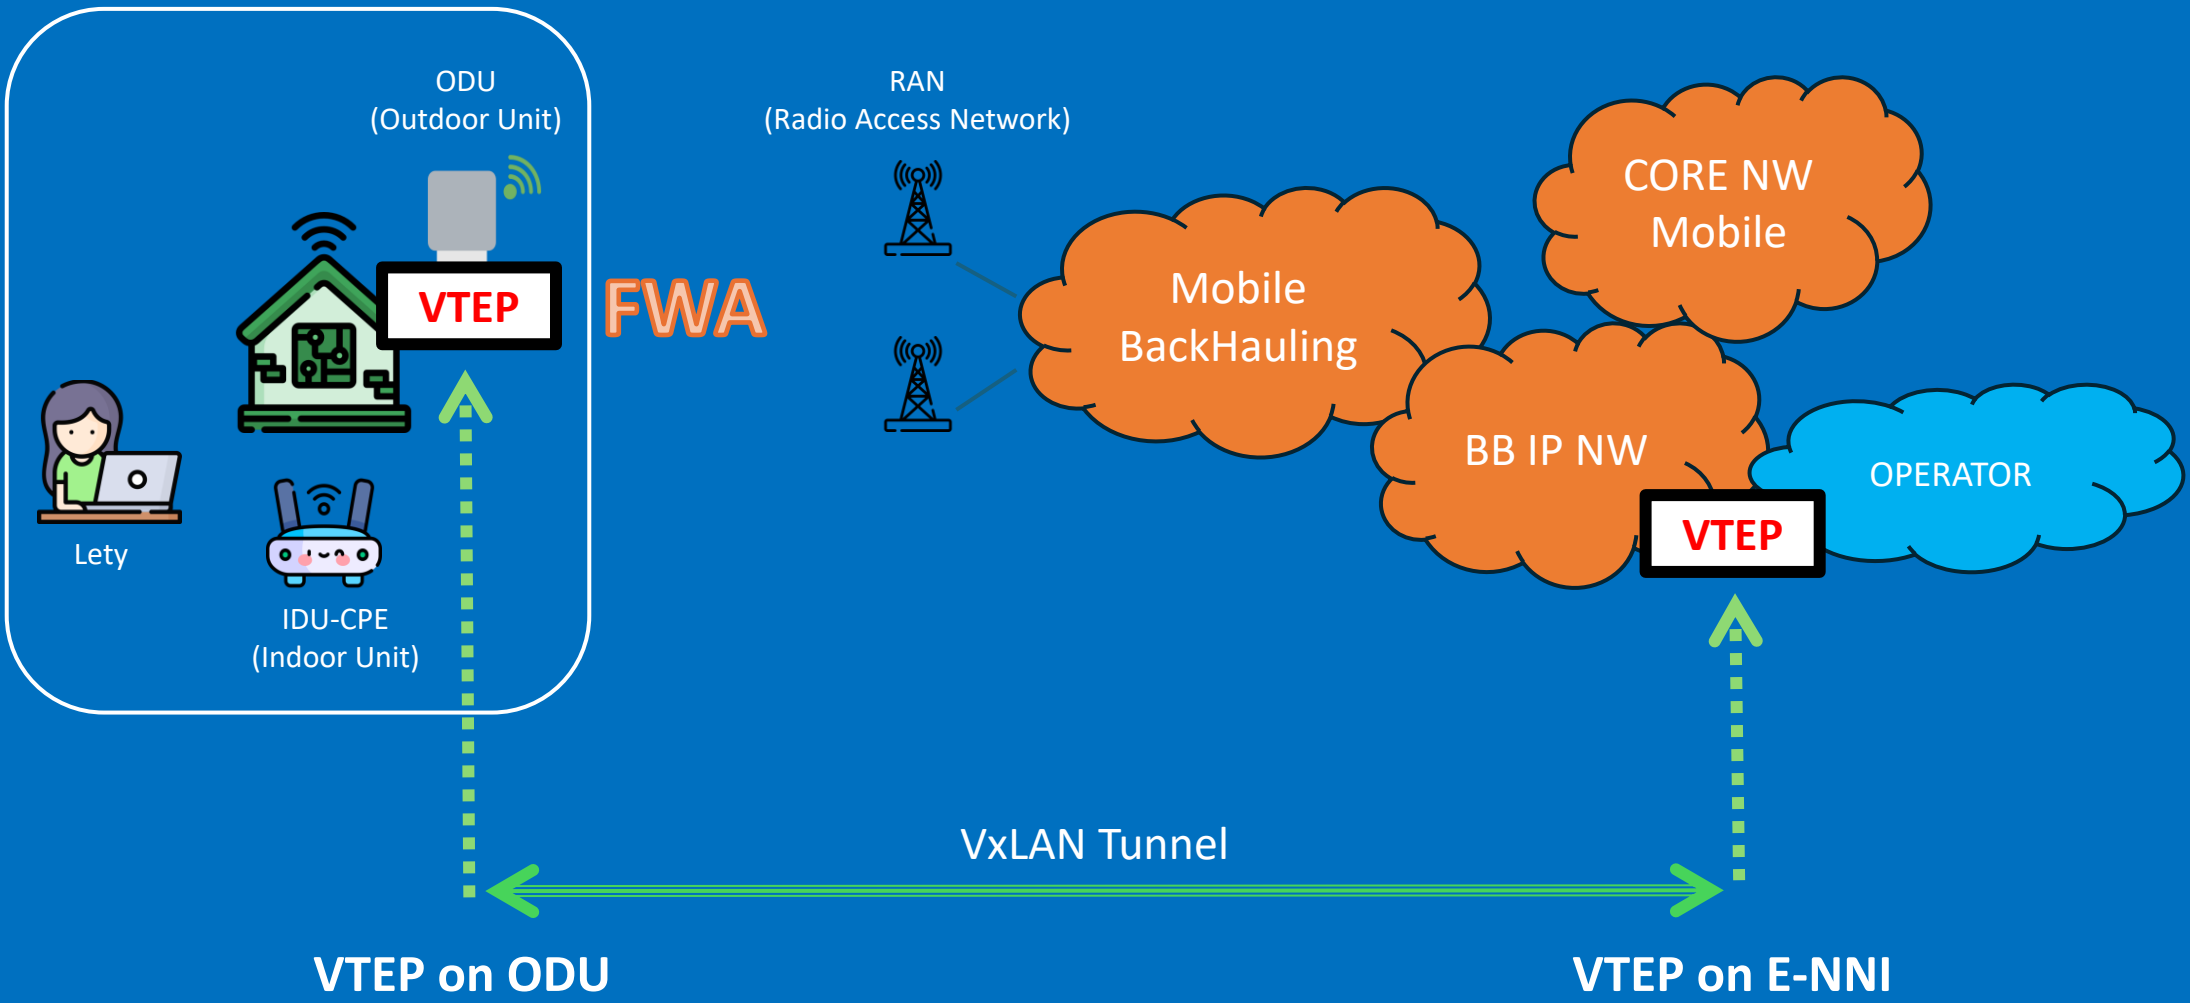 ODU
(Outdoor Unit)
RAN
(Radio Access Network)
CORE NW
Mobile
VTEP
FWA
Mobile
BackHauling
BB IP NW
OPERATOR
VTEP
Lety
IDU-CPE
(Indoor Unit)
VxLAN Tunnel
VTEP on ODU
VTEP on E-NNI